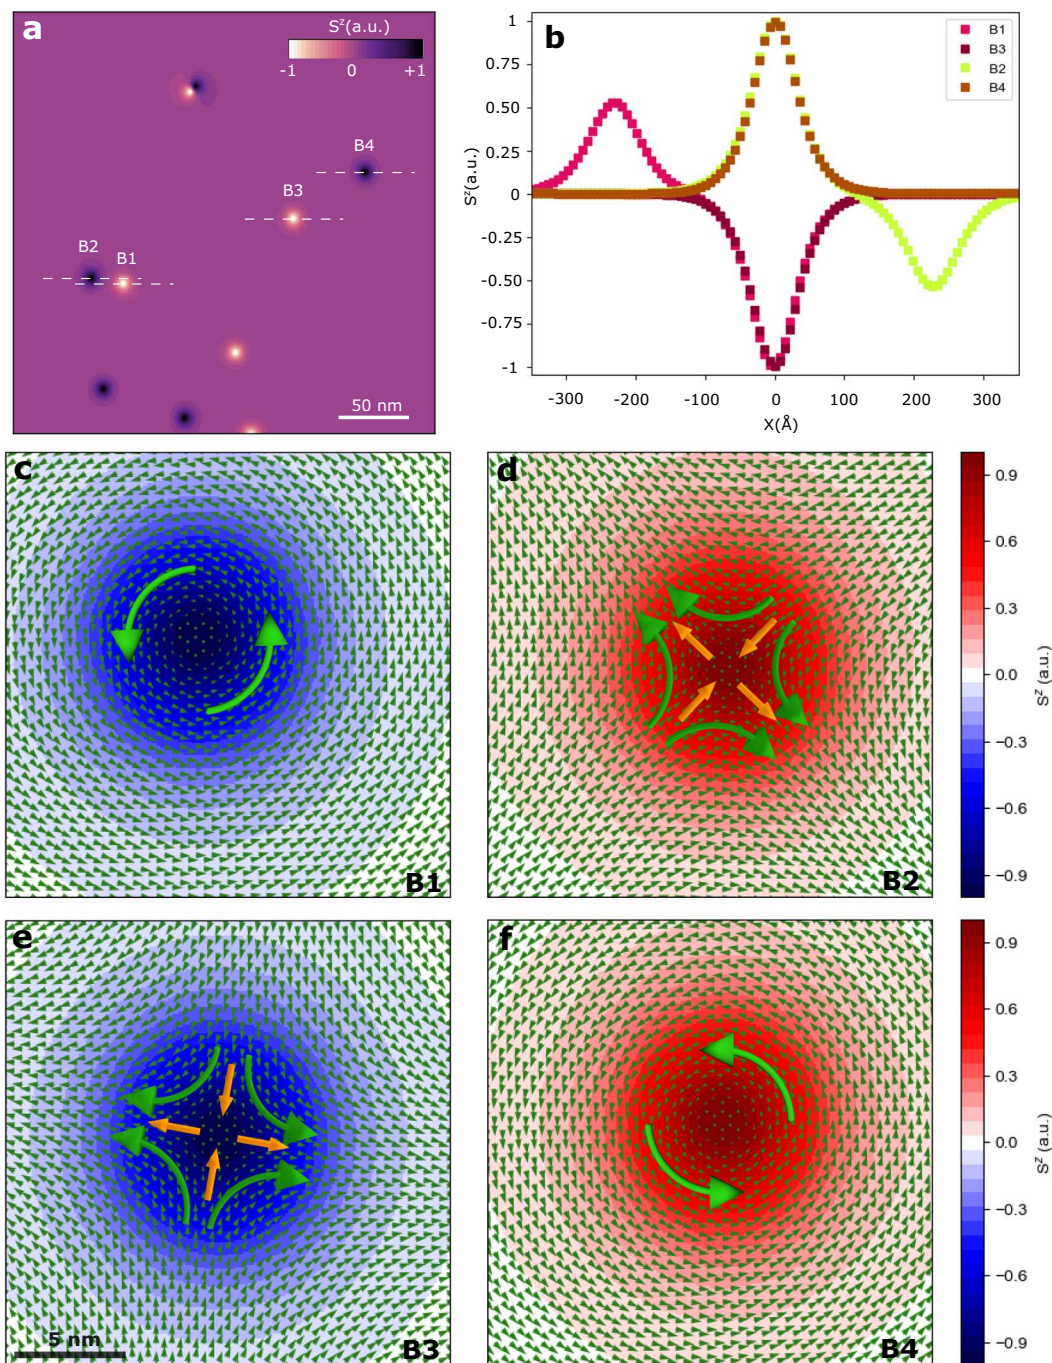 a
S^z(a.u.)
-1 0 +1
B4
B3
B2
B1
50 nm
b
B1
B3
B2
B4
1
0.75
0.50
0.25
0
-0.25
-0.50
-0.75
-1
S^z(a.u.)
-300 -200 -100 0 100 200 300
X(Å)
c
B1
d
B2
0.9
0.6
0.3
0.0
−0.3
−0.6
−0.9
S^z (a.u.)
e
5 nm
B3
f
B4
0.9
0.6
0.3
0.0
−0.3
−0.6
−0.9
S^z (a.u.)